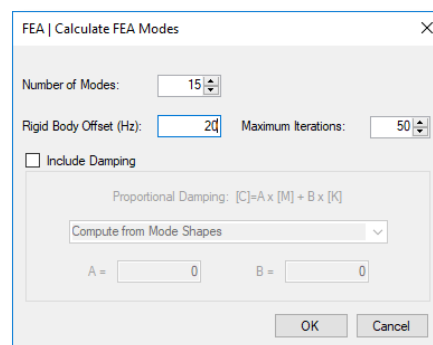 FEA | Calculate FEA Modes
Number of Modes: 15
Rigid Body Offset (Hz): 20 Maximum Iterations: 50
Include Damping
Proportional Damping: [C]=A x [M] + B x [K]
Compute from Mode Shapes
A = 0 B = 0
OK Cancel